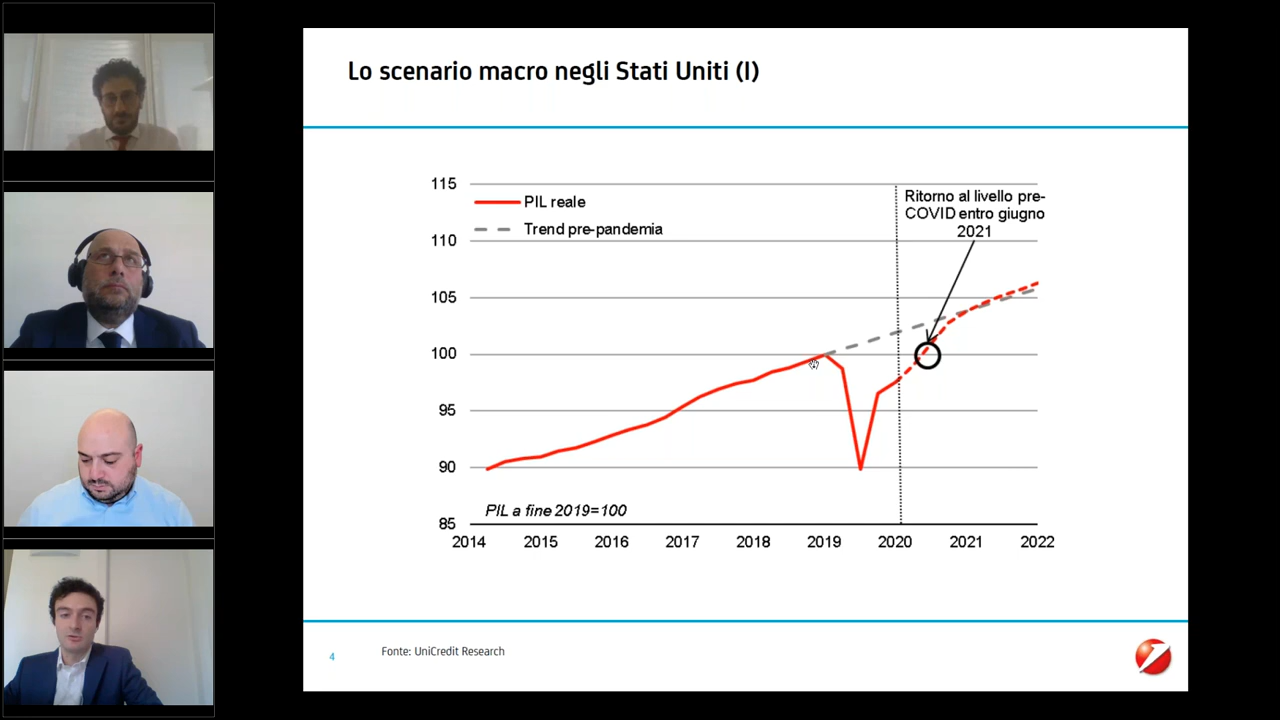 Lo scenario macro negli Stati Uniti (I)
115
110
105
100
95
90
85
PIL reale
Trend pre-pandemia
Ritorno al livello pre-
COVID entro giugno
2021
PIL a fine 2019=100
2014 2015 2016 2017 2018 2019 2020 2021 2022
4 Fonte: UniCredit Research